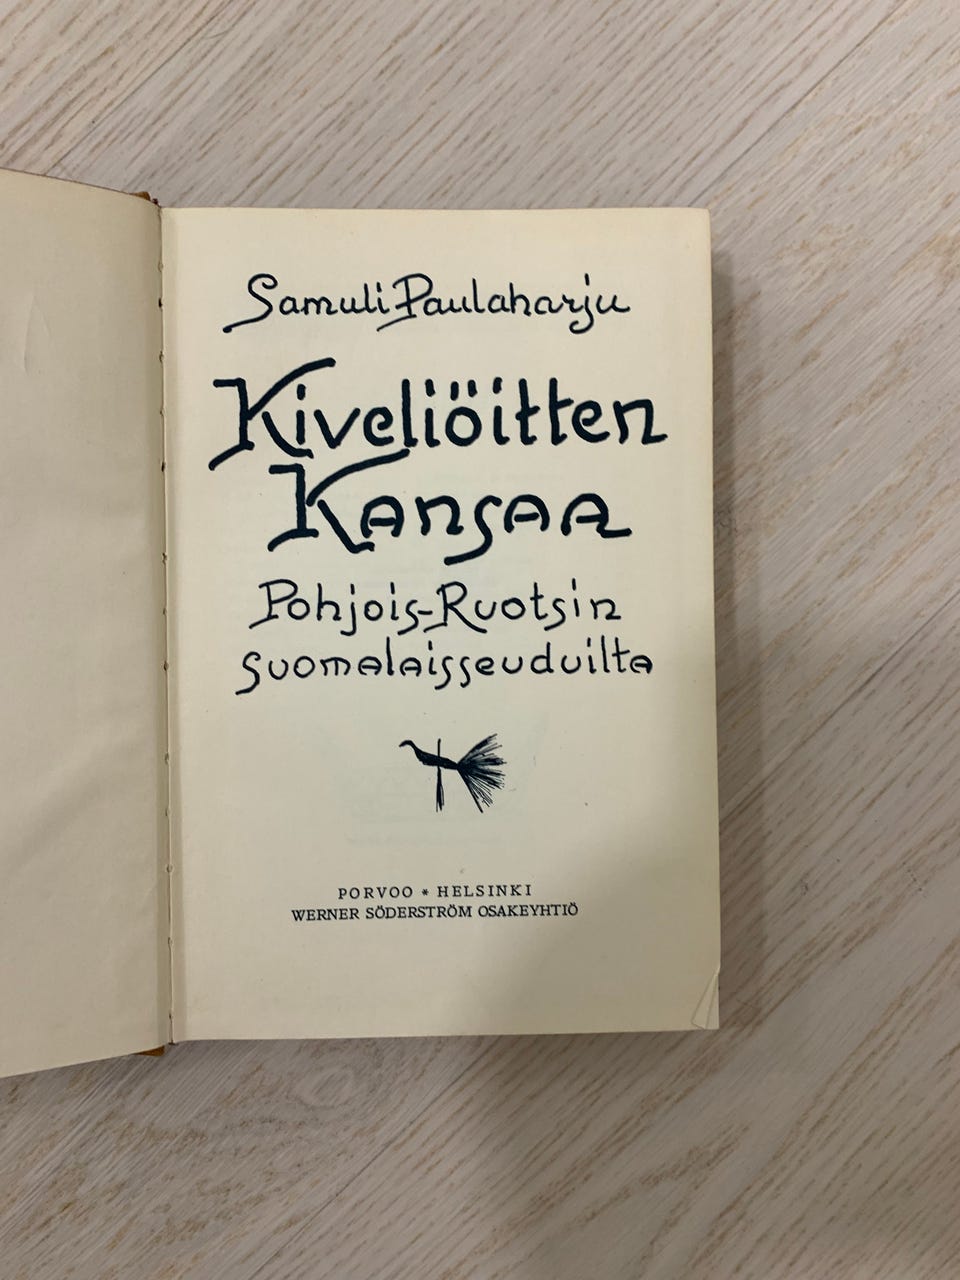 Samuli Paulaharju
Kiveliöitten
Kansaa
Pohjois-Ruotsin
suomalaisseuduilta
PORVOO * HELSINKI
WERNER SÖDERSTRÖM OSAKEYHTIÖ